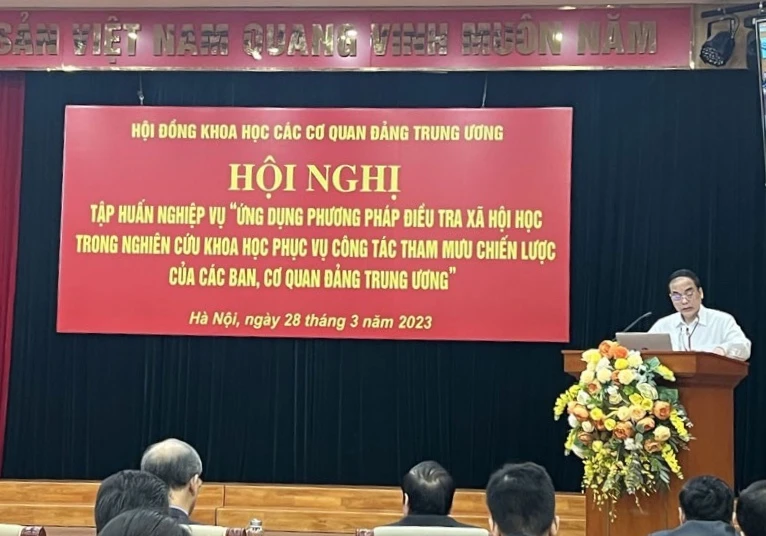 SẢN VIỆT NAM QUANG VINH MUÔN NĂM
HỘI ĐỒNG KHOA HỌC CÁC CƠ QUAN ĐẢNG TRUNG ƯƠNG
HỘI NGHỊ
TẬP HUẤN NGHIỆP VỤ "ỨNG DỤNG PHƯƠNG PHÁP ĐIỀU TRA XÃ HỘI HỌC
TRONG NGHIÊN CỨU KHOA HỌC PHỤC VỤ CÔNG TÁC THAM MƯU CHIẾN LƯỢC
CỦA CÁC BAN, CƠ QUAN ĐẢNG TRUNG ƯƠNG"
Hà Nội, ngày 28 tháng 3 năm 2023